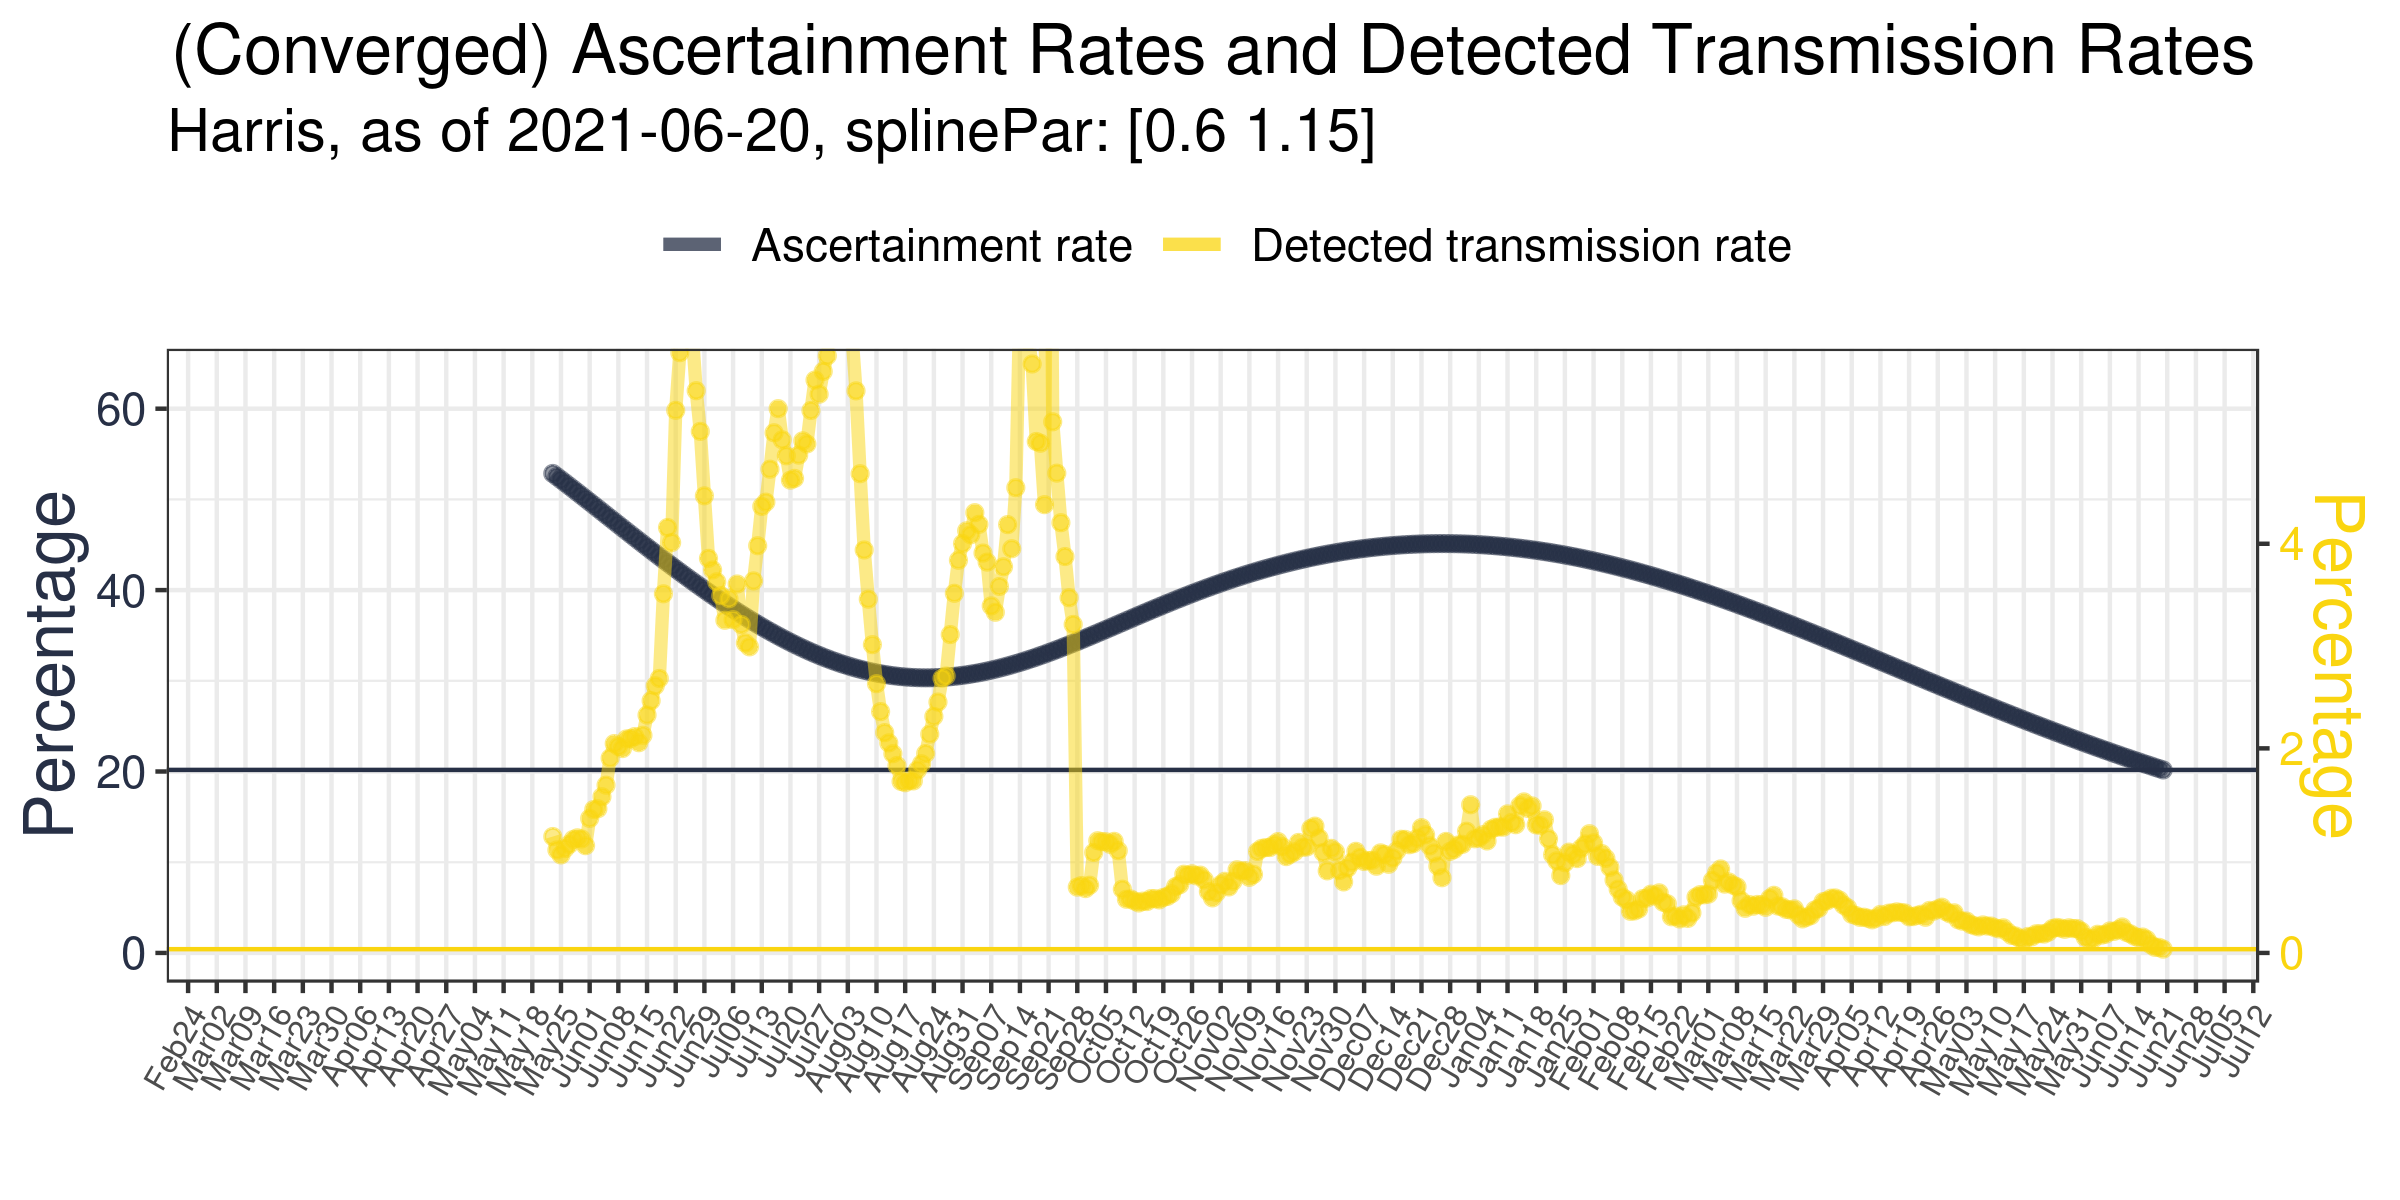 (Converged) Ascertainment Rates and Detected Transmission Rates
Harris, as of 2021-06-20, splinePar: [0.6 1.15]
Ascertainment rate
Detected transmission rate
Percentage
60
40
20
0
4
2
0
Percentage
Feb24
Mar02
Mar09
Mar16
Mar23
Mar30
Apr06
Apr13
Apr20
Apr27
May04
May11
May18
May25
Jun01
Jun08
Jun15
Jun22
Jun29
Jul06
Jul13
Jul20
Jul27
Aug03
Aug10
Aug17
Aug24
Aug31
Sep07
Sep14
Sep21
Sep28
Oct05
Oct12
Oct19
Oct26
Nov02
Nov09
Nov16
Nov23
Nov30
Dec07
Dec14
Dec21
Dec28
Dec04
Jan11
Jan18
Jan25
Feb01
Feb08
Feb15
Feb22
Mar01
Mar08
Mar15
Mar22
Mar29
Apr05
Apr12
Apr19
Apr26
May03
May10
May17
May24
May31
Jun07
Jun14
Jun21
Jun28
Jul05
Jul12